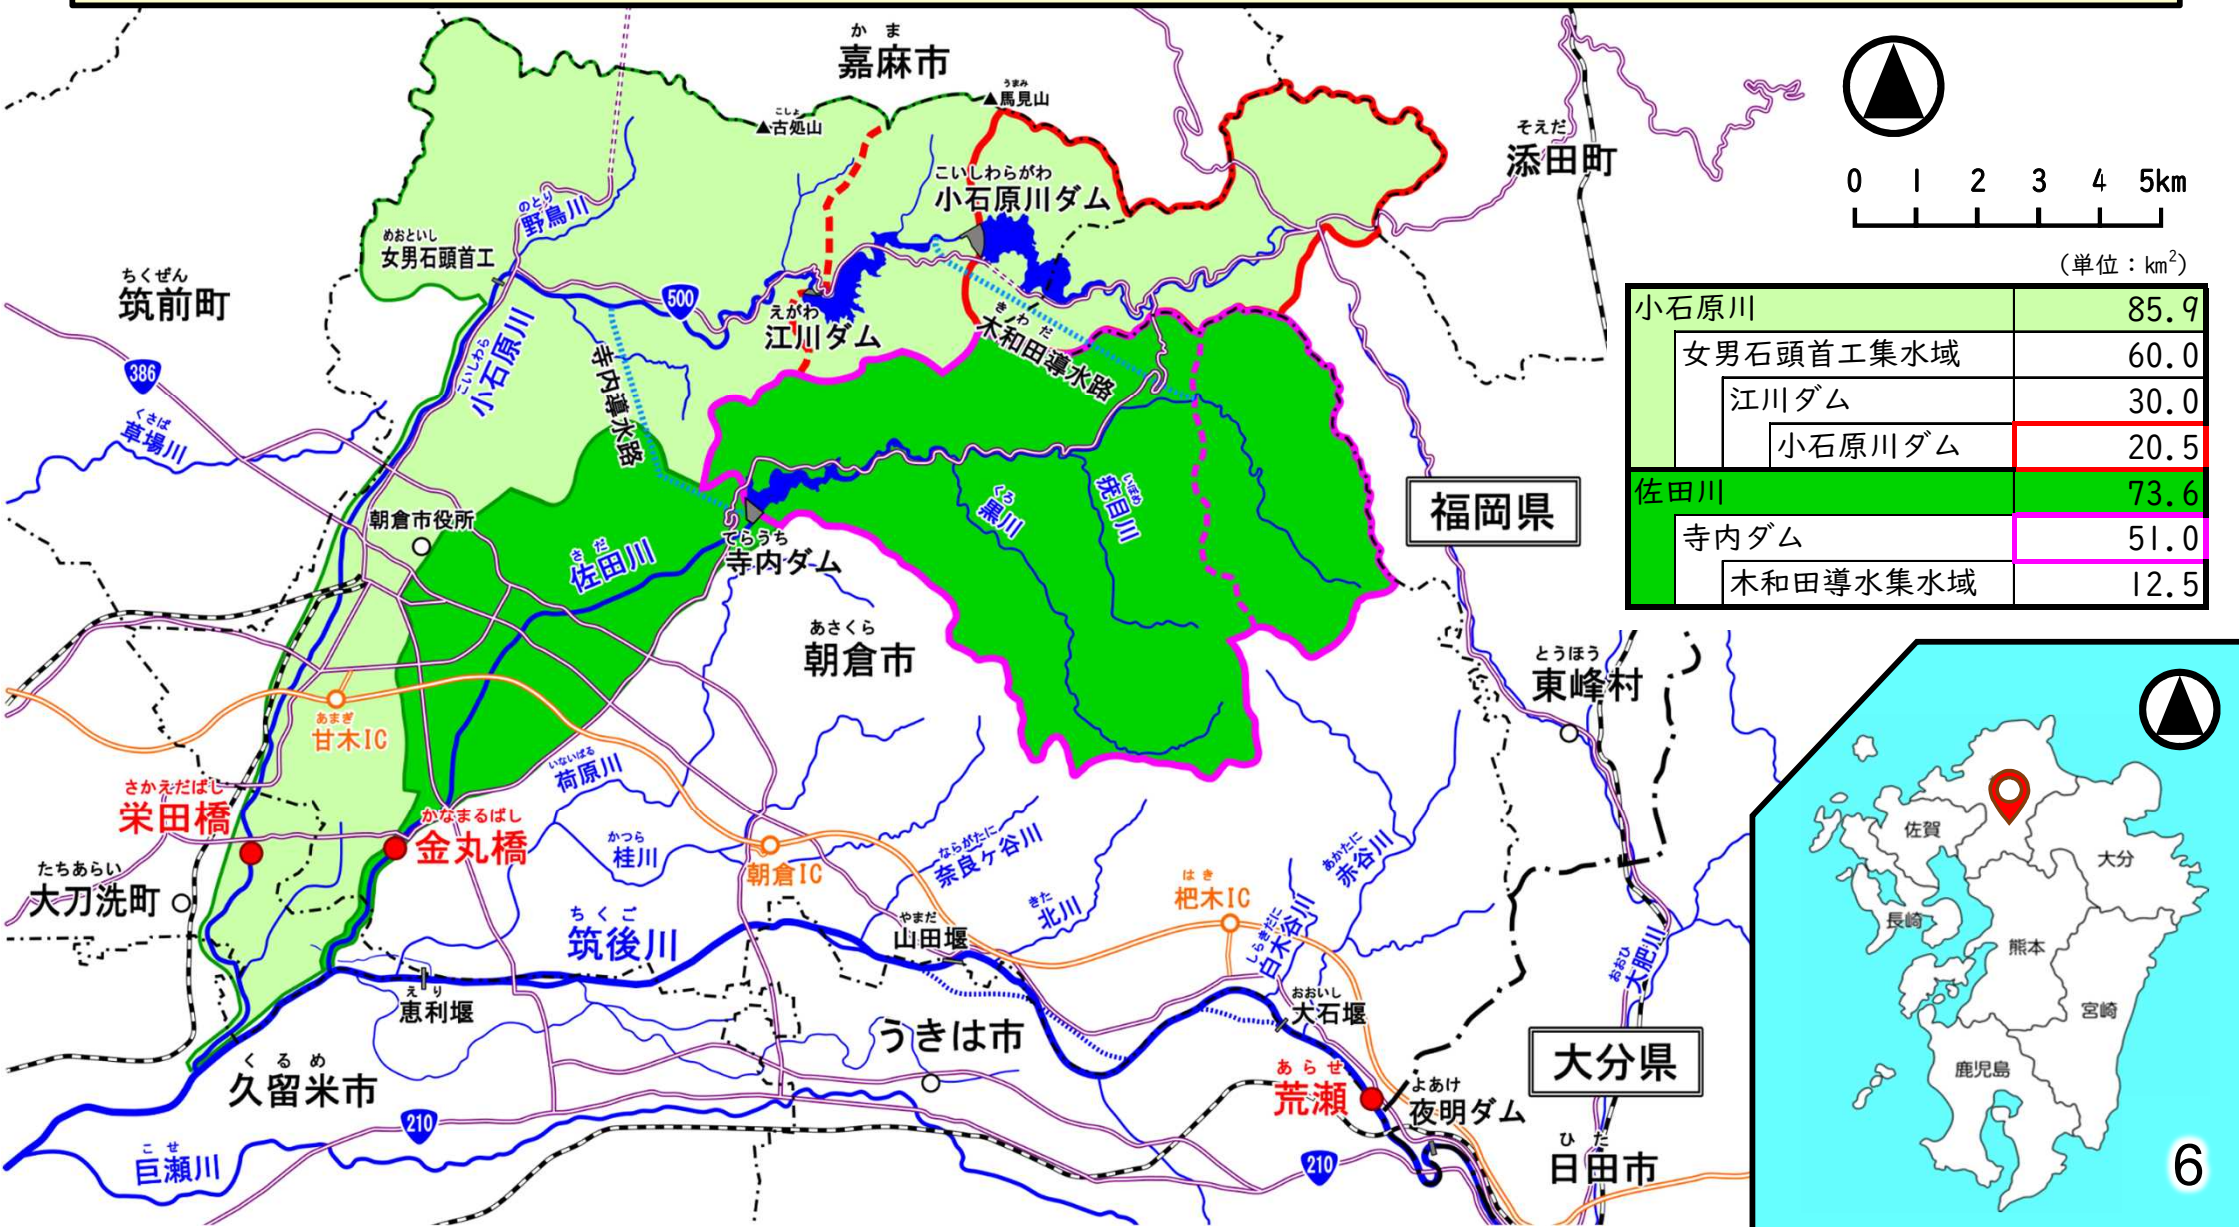 かま
嘉麻市
うまみ
▲馬見山
こしょ
▲古処山
そえだ
添田町
0 1 2 3 4 5km
こいしわらがわ
小石原川ダム
のとり
野鳥川
めおといし
女男石頭首工
ちくぜん
筑前町
500
えがわ
江川ダム
きわだ
木和田導水路
こいしわら
小石原川
寺内導水路
386
くさば
草場川
(単位：km²)
小石原川 85.9
女男石頭首工集水域 60.0
江川ダム 30.0
小石原川ダム 20.5
佐田川 73.6
寺内ダム 51.0
木和田導水集水域 12.5
朝倉市役所
さだ
佐田川
てらうち
寺内ダム
くろ
黒川
いぼめ
疣目川
福岡県
あさくら
朝倉市
とうほう
東峰村
あまぎ
甘木IC
いないばる
荷原川
さかえだばし
栄田橋
かなまるばし
金丸橋
かつら
桂川
朝倉IC
ならがたに
奈良ヶ谷川
あかたに
赤谷川
たちあらい
大刀洗町
ちくご
筑後川
やまだ
山田堰
きた
北川
はき
杷木IC
しらきだに
白木谷川
おおひ
大肥川
えり
恵利堰
おおいし
大石堰
うきは市
大分県
くるめ
久留米市
あらせ
荒瀬
よあけ
夜明ダム
210
こせ
巨瀬川
210
ひた
日田市
佐賀
大分
長崎
熊本
宮崎
鹿児島
6